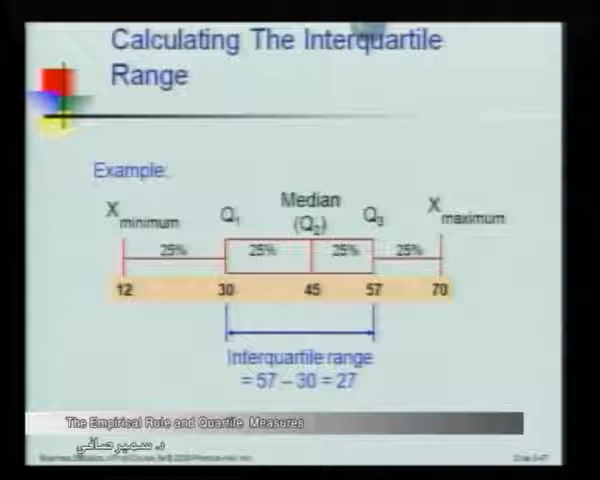 Calculating The Interquartile
Range
Example:
X minimum
Q1
Median
(Q2)
Q3
X maximum
25% 25% 25% 25%
12 30 45 57 70
Interquartile range
= 57 – 30 = 27
The Empirical Rule and Quartile Measures
د. سمير صافي